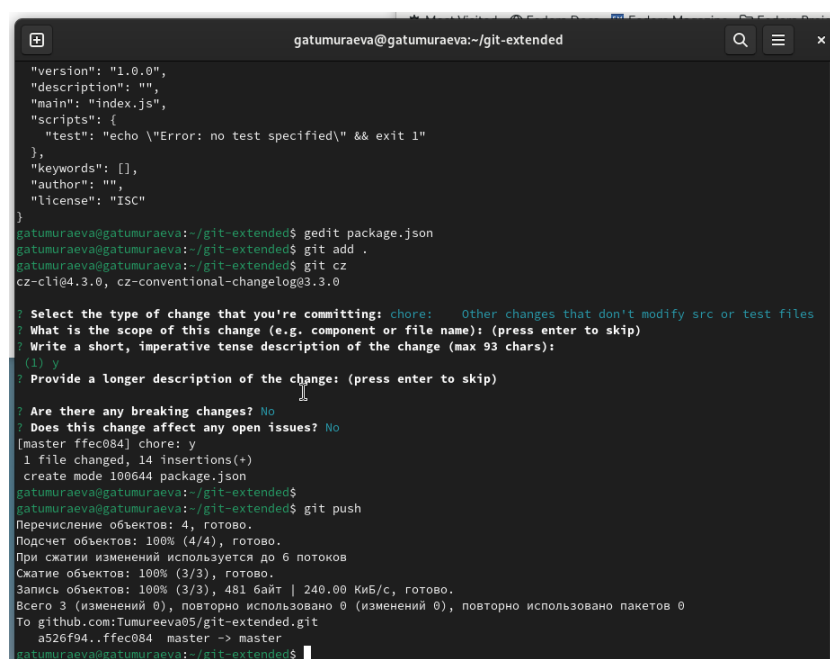 gatumuraeva@gatumuraeva:~/git-extended
"version": "1.0.0",
"description": "",
"main": "index.js",
"scripts": {
"test": "echo \"Error: no test specified\" && exit 1"
},
"keywords": [],
"author": "",
"license": "ISC"
}
gatumuraeva@gatumuraeva:~/git-extended$ gedit package.json
gatumuraeva@gatumuraeva:~/git-extended$ git add .
gatumuraeva@gatumuraeva:~/git-extended$ git cz
cz-cli@4.3.0, cz-conventional-changelog@3.3.0
? Select the type of change that you're committing: chore:    Other changes that don't modify src or test files
? What is the scope of this change (e.g. component or file name): (press enter to skip)
? Write a short, imperative tense description of the change (max 93 chars):
(1) y
? Provide a longer description of the change: (press enter to skip)
? Are there any breaking changes? No
? Does this change affect any open issues? No
[master ffec084] chore: y
1 file changed, 14 insertions(+)
create mode 100644 package.json
gatumuraeva@gatumuraeva:~/git-extended$
gatumuraeva@gatumuraeva:~/git-extended$ git push
Перечисление объектов: 4, готово.
Подсчет объектов: 100% (4/4), готово.
При сжатии изменений используется до 6 потоков
Сжатие объектов: 100% (3/3), готово.
Запись объектов: 100% (3/3), 481 байт | 240.00 КиБ/с, готово.
Всего 3 (изменений 0), повторно использовано 0 (изменений 0), повторно использовано пакетов 0
To github.com:Tumureeva05/git-extended.git
a526f94..ffec084  master -> master
gatumuraeva@gatumuraeva:~/git-extended$